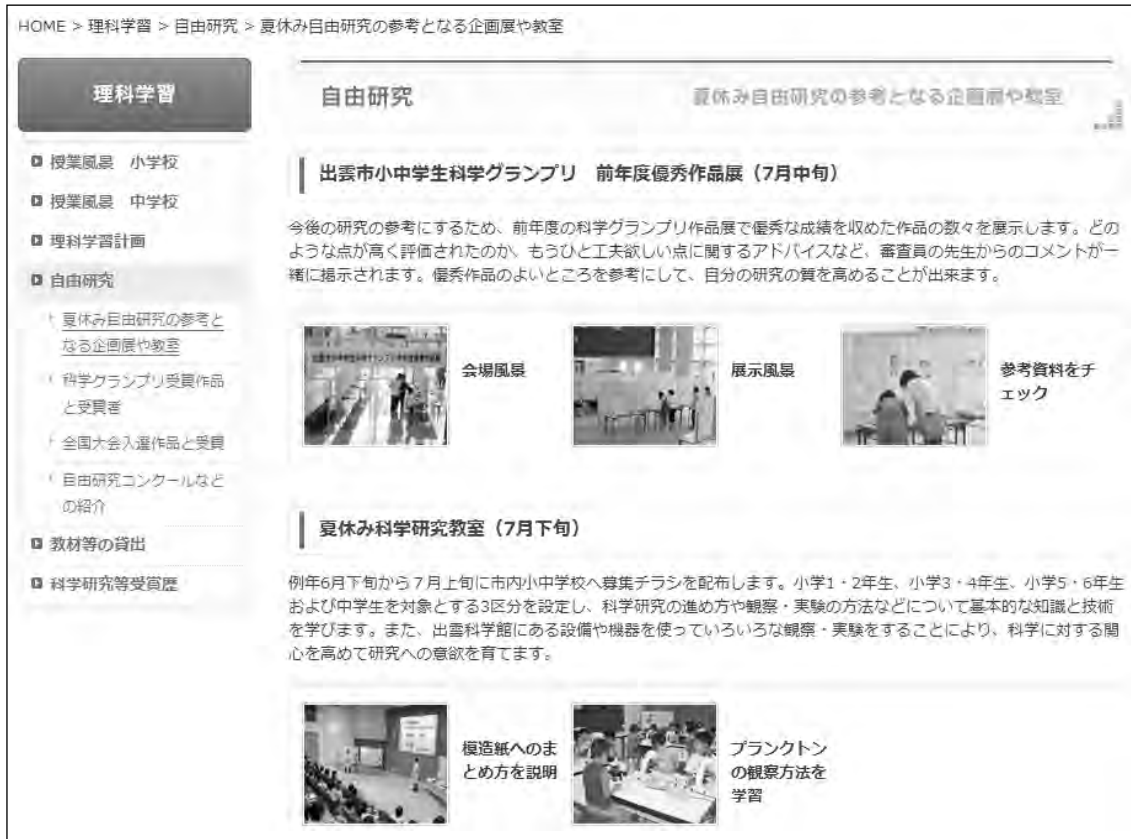 HOME > 理科学習 > 自由研究 > 夏休み自由研究の参考となる企画展や教室
理科学習
授業風景　小学校
授業風景　中学校
理科学習計画
自由研究
夏休み自由研究の参考と
なる企画展や教室
科学グランプリ受賞作品
と受賞者
全国大会入選作品と受賞
自由研究コンクールなど
の紹介
教材等の貸出
科学研究等受賞歴
自由研究
夏休み自由研究の参考となる企画展や教室
出雲市小中学生科学グランプリ　前年度優秀作品展（7月中旬）
今後の研究の参考にするため、前年度の科学グランプリ作品展で優秀な成績を収めた作品の数々を展示します。どの
ような点が高く評価されたのか、もうひと工夫欲しい点に関するアドバイスなど、審査員の先生からのコメントが一
緒に掲示されます。優秀作品のよいところを参考にして、自分の研究の質を高めることが出来ます。
会場風景
展示風景
参考資料をチ
ェック
夏休み科学研究教室（7月下旬）
例年6月下旬から７月上旬に市内小中学校へ募集チラシを配布します。小学1・2年生、小学3・4年生、小学5・6年生
および中学生を対象とする3区分を設定し、科学研究の進め方や観察・実験の方法などについて基本的な知識と技術
を学びます。また、出雲科学館にある設備や機器を使っていろいろな観察・実験をすることにより、科学に対する関
心を高めて研究への意欲を育てます。
模造紙へのま
とめ方を説明
プランクトン
の観察方法を
学習